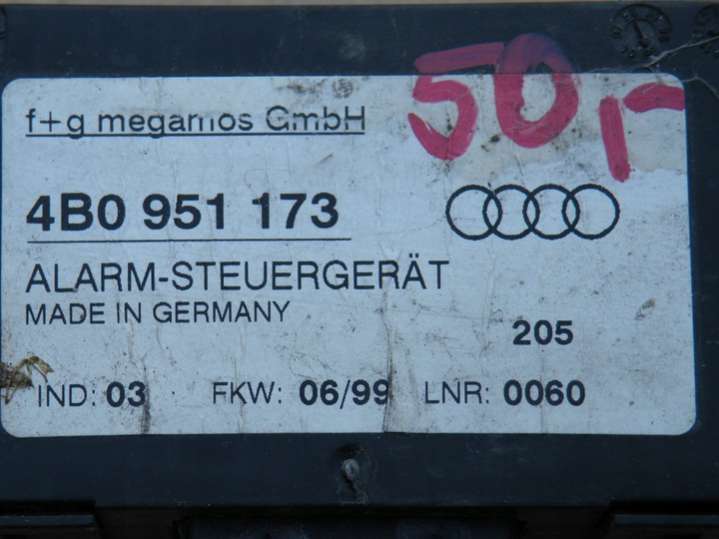 50,-
f+g megamos GmbH
4B0 951 173
ALARM-STEUERGERÄT
MADE IN GERMANY
205
IND: 03 FKW: 06/99 LNR: 0060